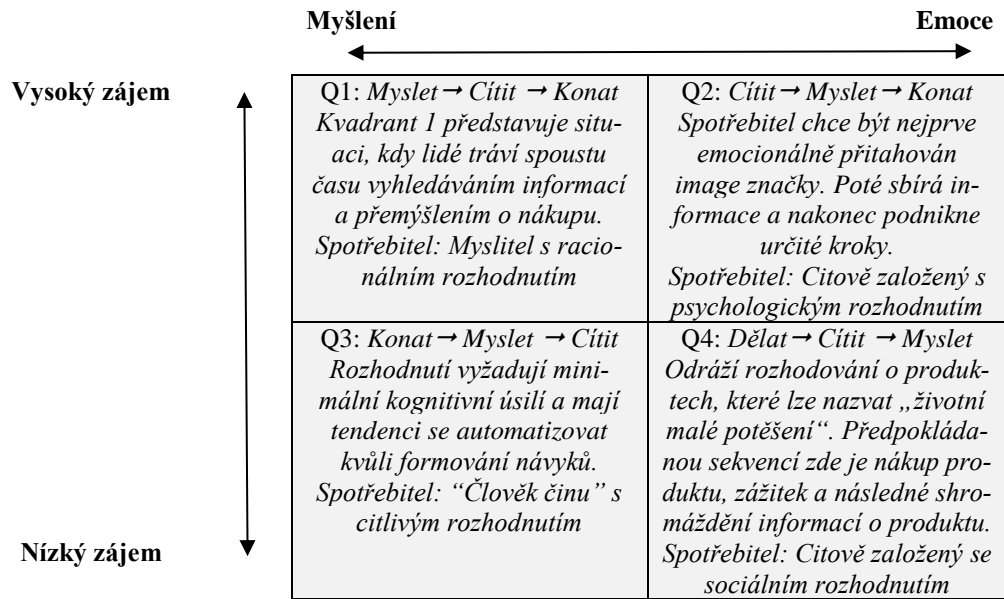 Myšlení Emoce
Vysoký zájem
Q1: Myslet → Cítit → Konat
Kvadrant 1 představuje situ-
aci, kdy lidé tráví spoustu
času vyhledáváním informací
a přemýšlením o nákupu.
Spotřebitel: Myslitel s racio-
nálním rozhodnutím
Q2: Cítit → Myslet → Konat
Spotřebitel chce být nejprve
emocionálně přitahován
image značky. Poté sbírá in-
formace a nakonec podnikne
určité kroky.
Spotřebitel: Citově založený s
psychologickým rozhodnutím
Nízký zájem
Q3: Konat → Myslet → Cítit
Rozhodnutí vyžadují mini-
mální kognitivní úsilí a mají
tendenci se automatizovat
kvůli formování návyků.
Spotřebitel: “Člověk činu” s
citlivým rozhodnutím
Q4: Dělat → Cítit → Myslet
Odráží rozhodování o produk-
tech, které lze nazvat „životní
malé potěšení“. Předpokláda-
nou sekvencí zde je nákup pro-
duktu, zážitek a následné shro-
máždění informací o produktu.
Spotřebitel: Citově založený se
sociálním rozhodnutím